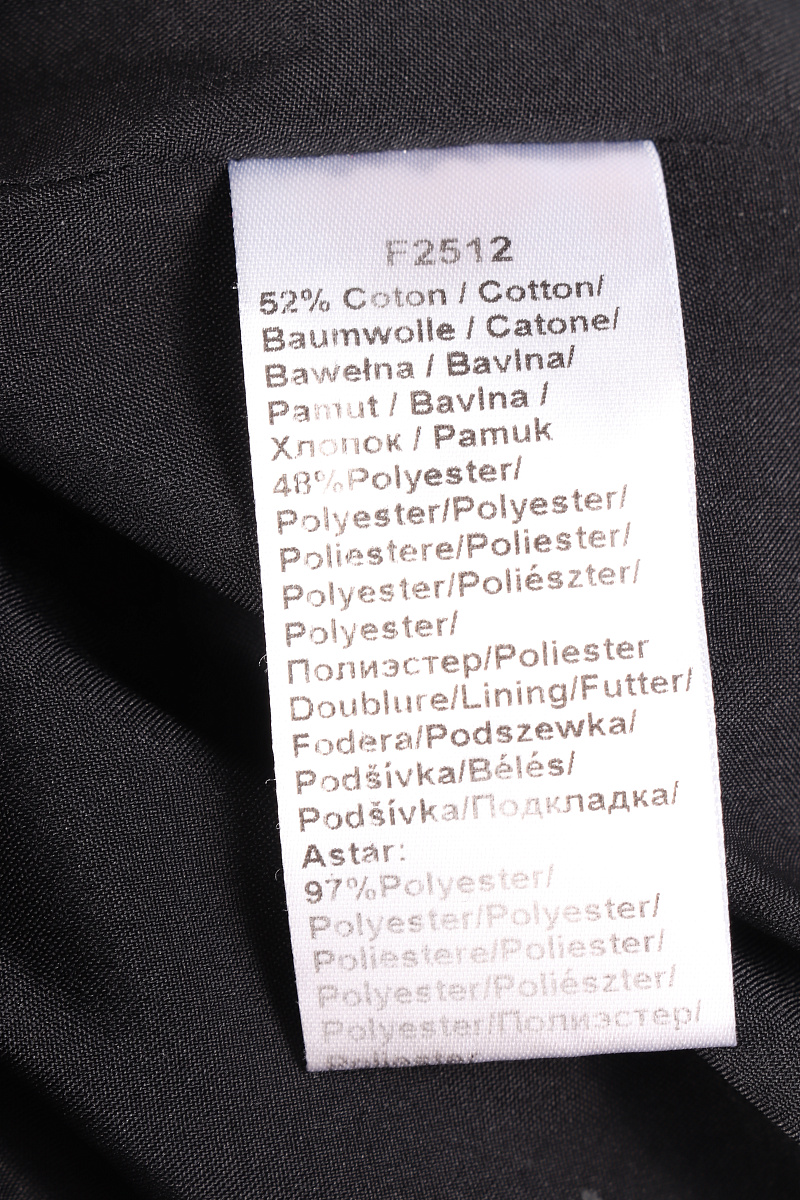 F2512
52% Coton / Cotton/
Baumwolle / Catone/
Bawełna / Bavlna/
Pamut / Bavlna /
Хлопок / Pamuk
48%Polyester/
Polyester/Polyester/
Poliestere/Poliester/
Polyester/Poliészter/
Polyester/
Полиэстер/Poliester
Doublure/Lining/Futter/
Fodera/Podszewka/
Podšívka/Bélés/
Podšívka/Подкладка/
Astar:
97%Polyester/
Polyester/Polyester/
Poliestere/Poliester/
Polyester/Poliészter/
Polyester/Полиэстер/
Poliester